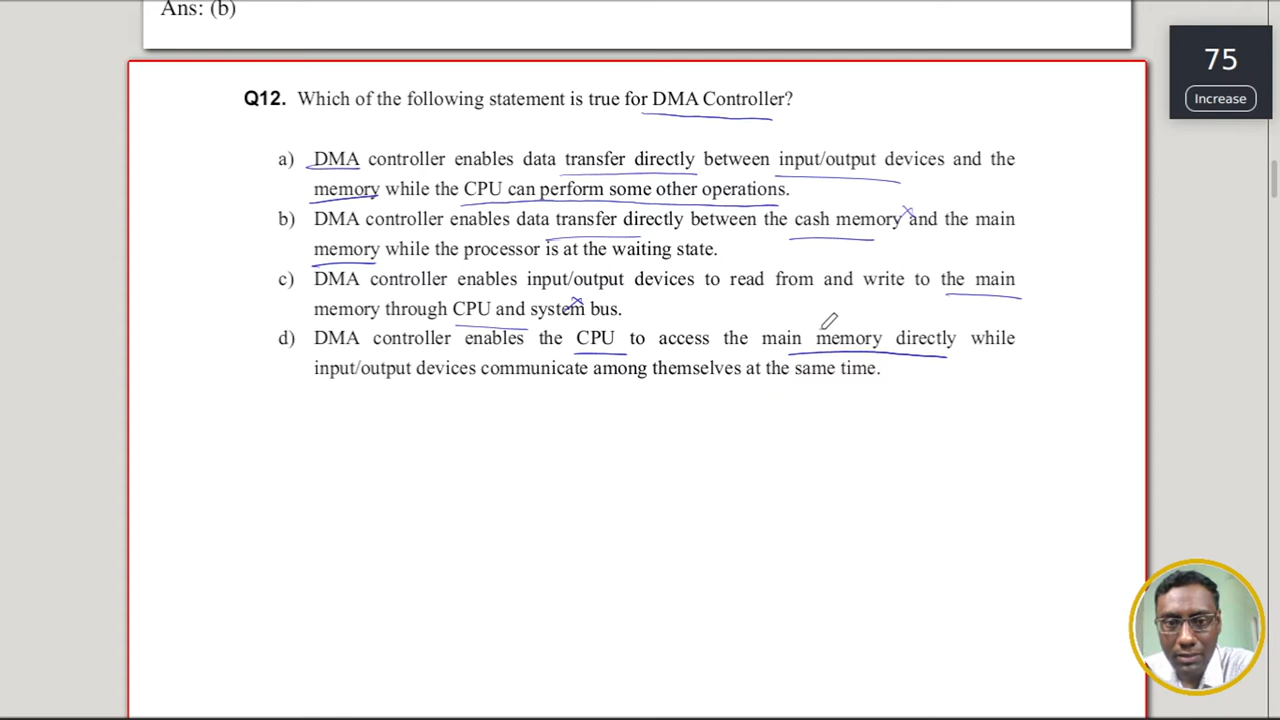 Ans: (b)
75
Increase
Q12. Which of the following statement is true for DMA Controller?
a) DMA controller enables data transfer directly between input/output devices and the
memory while the CPU can perform some other operations.
b) DMA controller enables data transfer directly between the cash memory and the main
memory while the processor is at the waiting state.
c) DMA controller enables input/output devices to read from and write to the main
memory through CPU and system bus.
d) DMA controller enables the CPU to access the main memory directly while
input/output devices communicate among themselves at the same time.